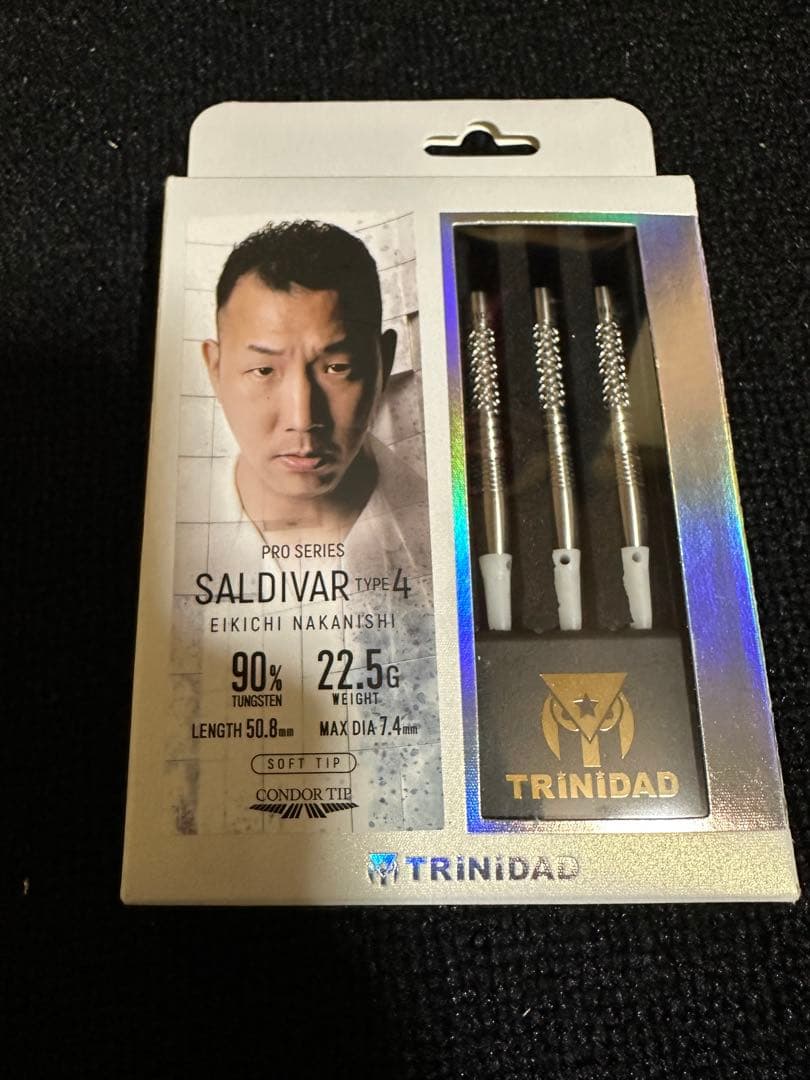 PRO SERIES
SALDIVAR TYPE 4
EIKICHI NAKANISHI
90% 22.5G
TUNGSTEN WEIGHT
LENGTH 50.8mm MAX DIA 7.4mm
SOFT TIP
CONDOR TIP
TRiNiDAD
TRiNiDAD